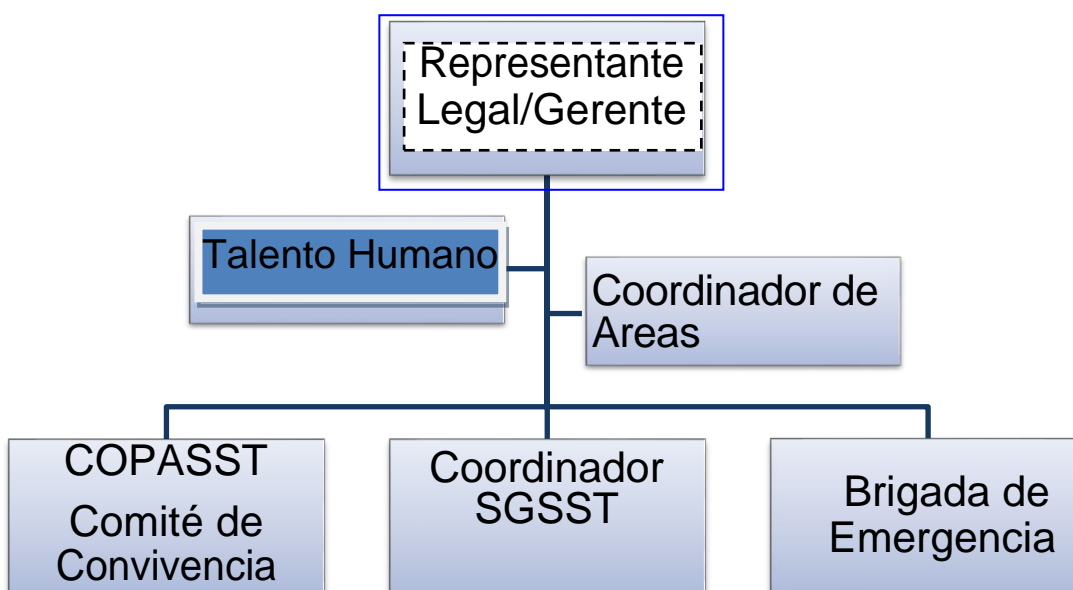 Representante
Legal/Gerente
Talento Humano
Coordinador de
Areas
COPASST
Comité de
Convivencia
Coordinador
SGSST
Brigada de
Emergencia